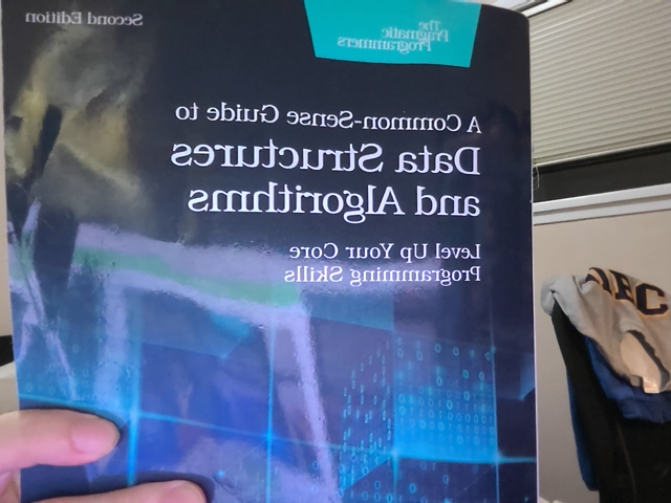 Second Edition
The
Pragmatic
Programmers
A Common-Sense Guide to
Data Structures
and Algorithms
Level Up Your Core
Programming Skills